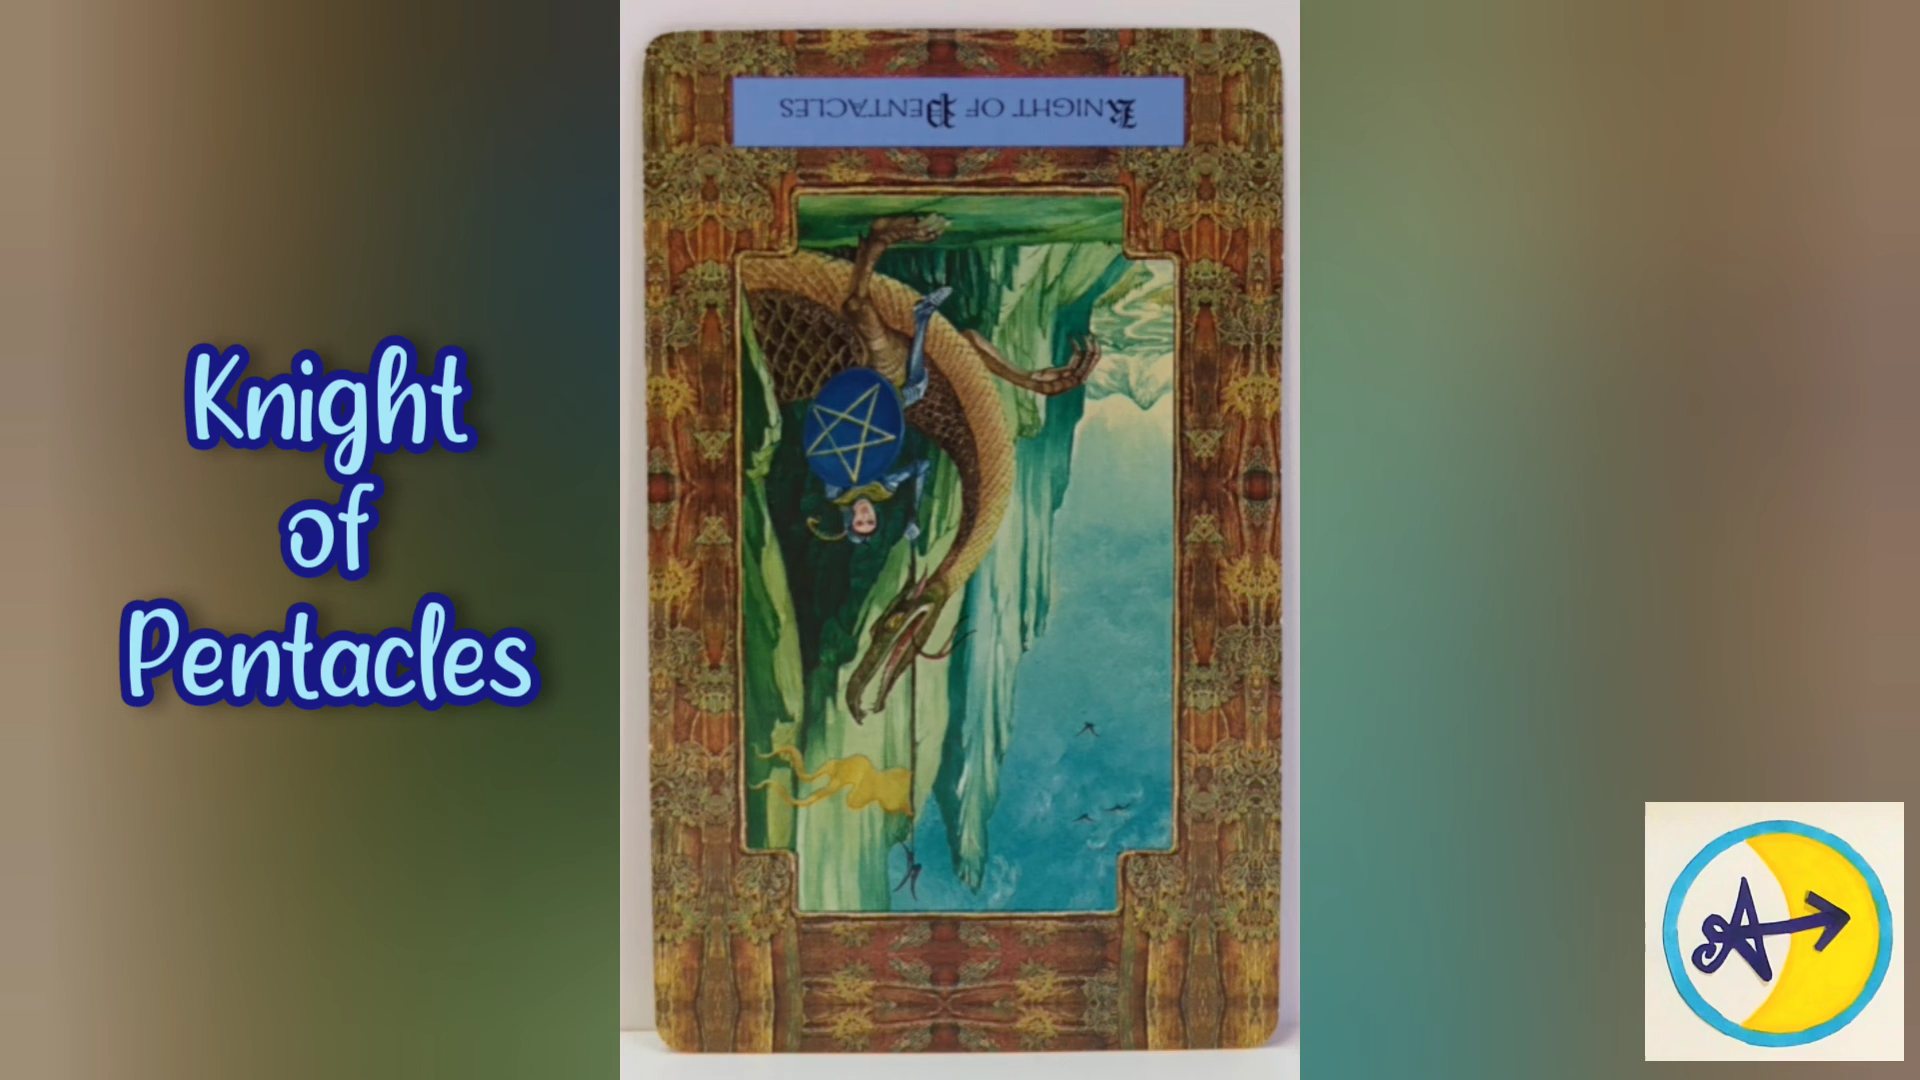 Knight
of
Pentacles
KNIGHT OF PENTACLES